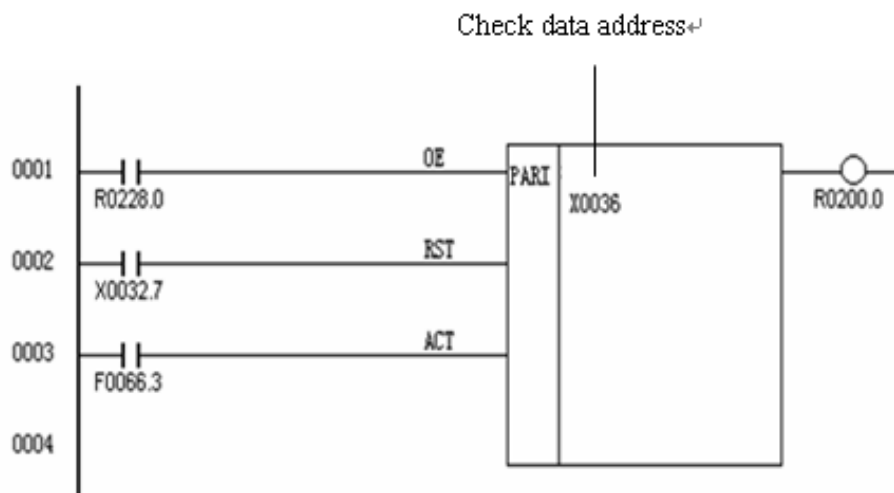 Check data address↵
0001
OE
PARI
R0228.0
X0036
R0200.0
0002
RST
X0032.7
0003
ACT
F0066.3
0004